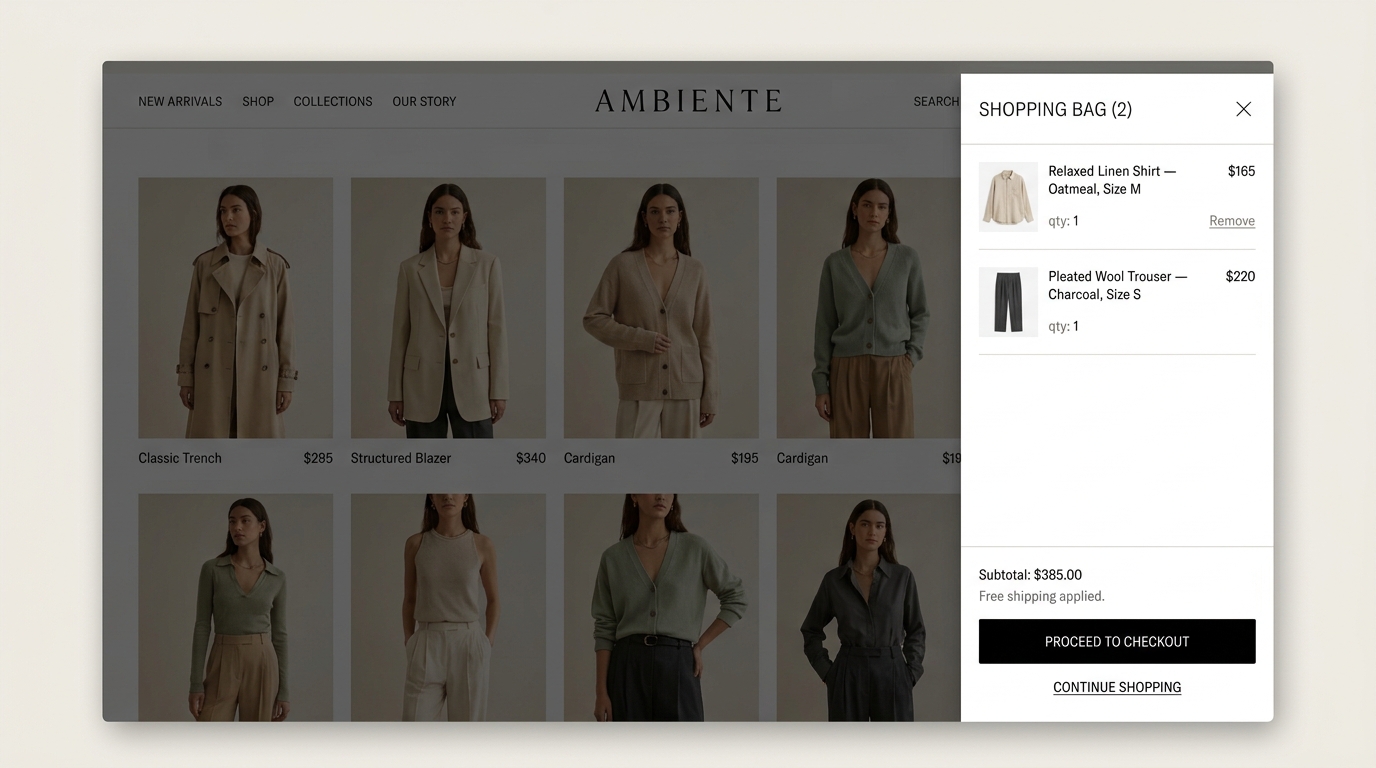 NEW ARRIVALS SHOP COLLECTIONS OUR STORY
AMBIENTE
SEARCH
Classic Trench $295
Structured Blazer $340
Cardigan $195
Cardigan $19
SHOPPING BAG (2)
Relaxed Linen Shirt — $165
Oatmeal, Size M
qty: 1 Remove
Pleated Wool Trouser — $220
Charcoal, Size S
qty: 1
Subtotal: $385.00
Free shipping applied.
PROCEED TO CHECKOUT
CONTINUE SHOPPING